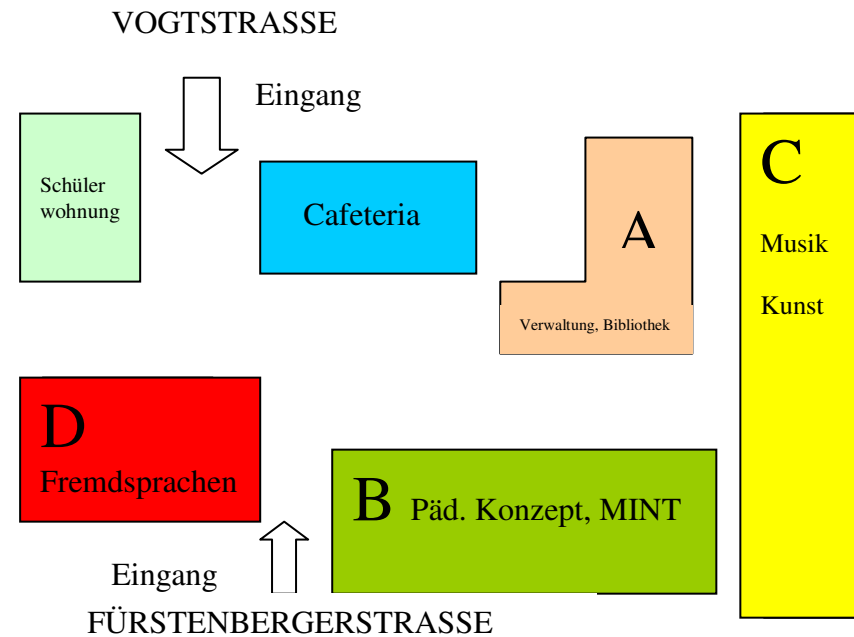 VOGTSTRASSE
Eingang
Schüler
wohnung
Cafeteria
A
Verwaltung, Bibliothek
C
Musik
Kunst
D
Fremdsprachen
B Päd. Konzept, MINT
Eingang
FÜRSTENBERGERSTRASSE